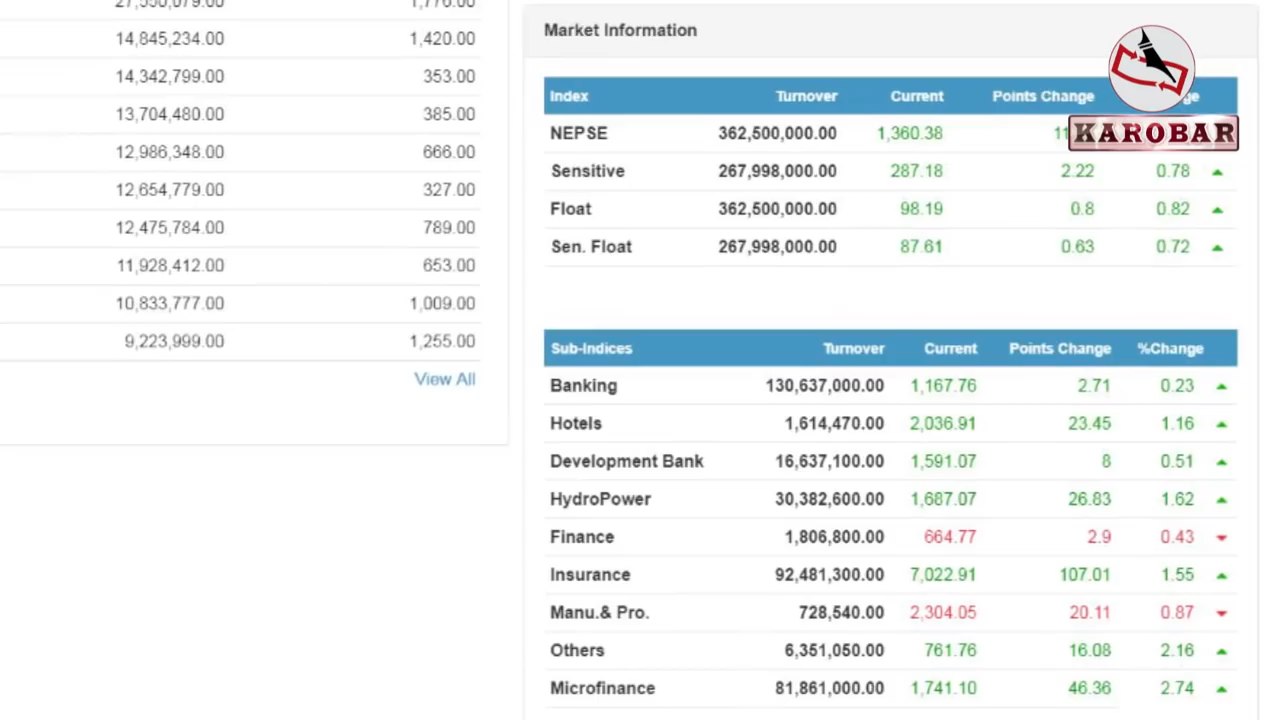 1,776.00
14,845,234.00 1,420.00
14,342,799.00 353.00
13,704,480.00 385.00
12,986,348.00 666.00
12,654,779.00 327.00
12,475,784.00 789.00
11,928,412.00 653.00
10,833,777.00 1,009.00
9,223,999.00 1,255.00
View All
Market Information
Index Turnover Current Points Change
NEPSE 362,500,000.00 1,360.38
KAROBAR
Sensitive 267,998,000.00 287.18 2.22 0.78
Float 362,500,000.00 98.19 0.8 0.82
Sen. Float 267,998,000.00 87.61 0.63 0.72
Sub-Indices Turnover Current Points Change %Change
Banking 130,637,000.00 1,167.76 2.71 0.23
Hotels 1,614,470.00 2,036.91 23.45 1.16
Development Bank 16,637,100.00 1,591.07 8 0.51
HydroPower 30,382,600.00 1,687.07 26.83 1.62
Finance 1,806,800.00 664.77 2.9 0.43
Insurance 92,481,300.00 7,022.91 107.01 1.55
Manu.& Pro. 728,540.00 2,304.05 20.11 0.87
Others 6,351,050.00 761.76 16.08 2.16
Microfinance 81,861,000.00 1,741.10 46.36 2.74